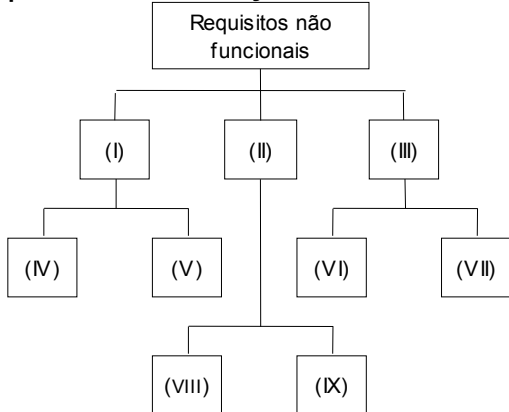 Requisitos não
funcionais
(I)
(II)
(III)
(IV)
(V)
(VI)
(VII)
(VIII)
(IX)